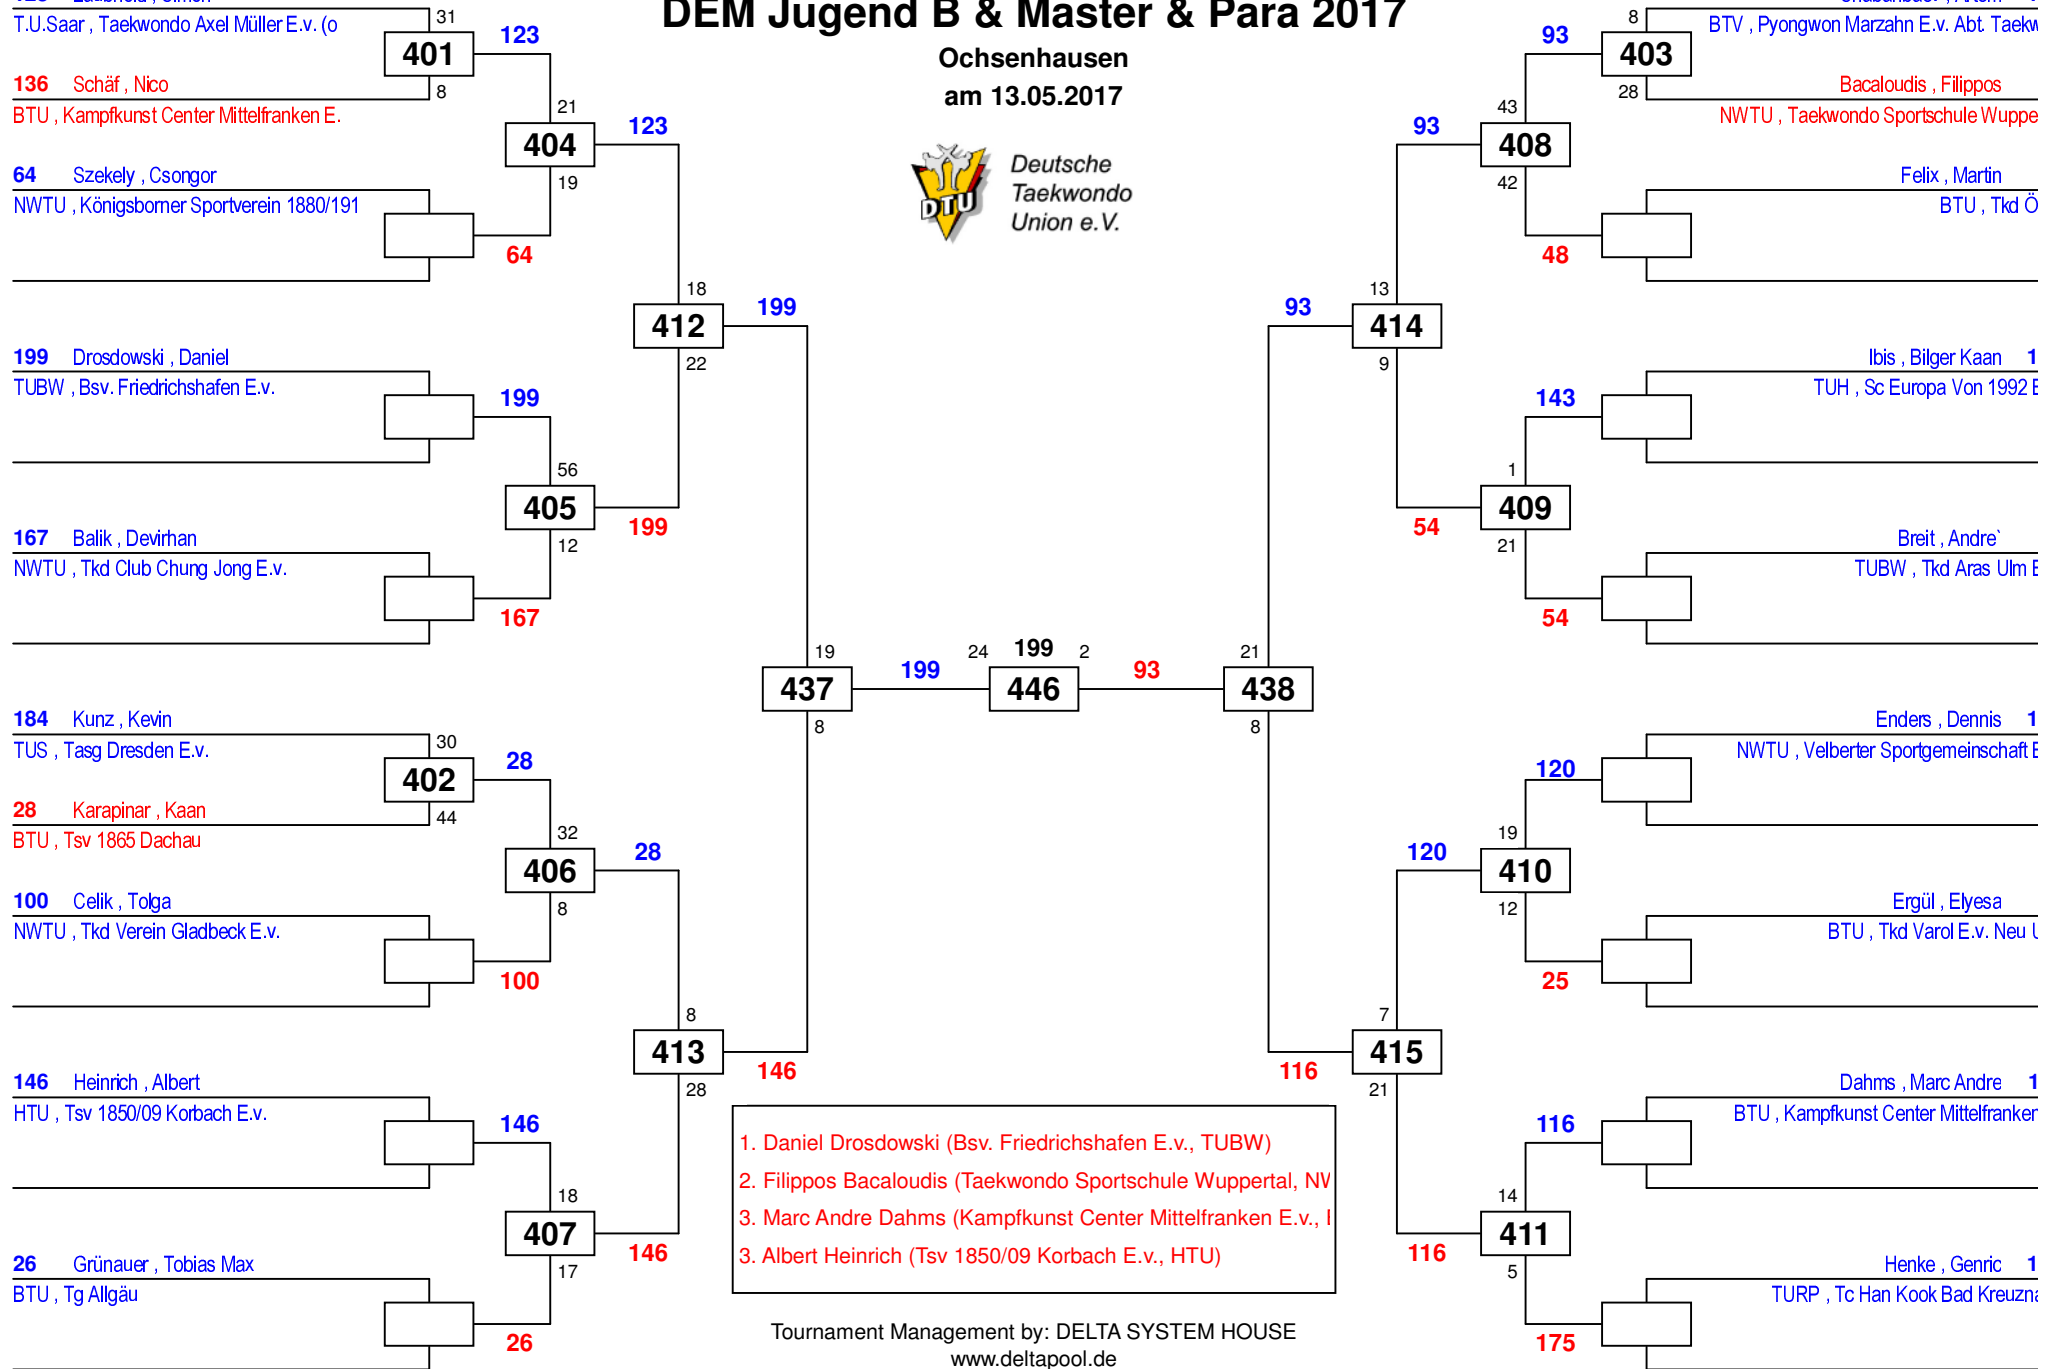 DEM Jugend B & Master & Para 2017
Ochsenhausen
am 13.05.2017
DTU
Deutsche
Taekwondo
Union e.V.
T.U.Saar , Taekwondo Axel Müller E.v. (o
31
401
123
8
136 Schäf , Nico
BTU , Kampfkunst Center Mittelfranken E.
21
404
123
19
64 Szekely , Csongor
NWTU , Königsborner Sportverein 1880/191
64
18
412
199
22
199 Drosdowski , Daniel
TUBW , Bsv. Friedrichshafen E.v.
199
56
405
199
12
167 Balik , Devirhan
NWTU , Tkd Club Chung Jong E.v.
167
19
437
199
8
184 Kunz , Kevin
TUS , Tasg Dresden E.v.
30
402
28
44
28 Karapinar , Kaan
BTU , Tsv 1865 Dachau
32
406
28
8
100 Celik , Tolga
NWTU , Tkd Verein Gladbeck E.v.
100
8
413
146
28
146 Heinrich , Albert
HTU , Tsv 1850/09 Korbach E.v.
146
18
407
146
17
26 Grünauer , Tobias Max
BTU , Tg Allgäu
26
24 199 2
446
93
21
438
8
8
BTV , Pyongwon Marzahn E.v. Abt. Taekw
93
403
28
Bacaloudis , Filippos
NWTU , Taekwondo Sportschule Wuppe
43
93
408
42
Felix , Martin
BTU , Tkd Ö
48
13
93
414
9
Ibis , Bilger Kaan 1
TUH , Sc Europa Von 1992 E
143
1
409
54
21
Breit , Andre`
TUBW , Tkd Aras Ulm E
54
Enders , Dennis 1
NWTU , Velberter Sportgemeinschaft E
120
19
120
410
12
Ergül , Elyesa
BTU , Tkd Varol E.v. Neu U
25
7
415
116
21
Dahms , Marc Andre 1
BTU , Kampfkunst Center Mittelfranken
116
14
411
116
5
Henke , Genric 1
TURP , Tc Han Kook Bad Kreuzna
175
1. Daniel Drosdowski (Bsv. Friedrichshafen E.v., TUBW)
2. Filippos Bacaloudis (Taekwondo Sportschule Wuppertal, NW
3. Marc Andre Dahms (Kampfkunst Center Mittelfranken E.v.,
3. Albert Heinrich (Tsv 1850/09 Korbach E.v., HTU)
Tournament Management by: DELTA SYSTEM HOUSE
www.deltapool.de